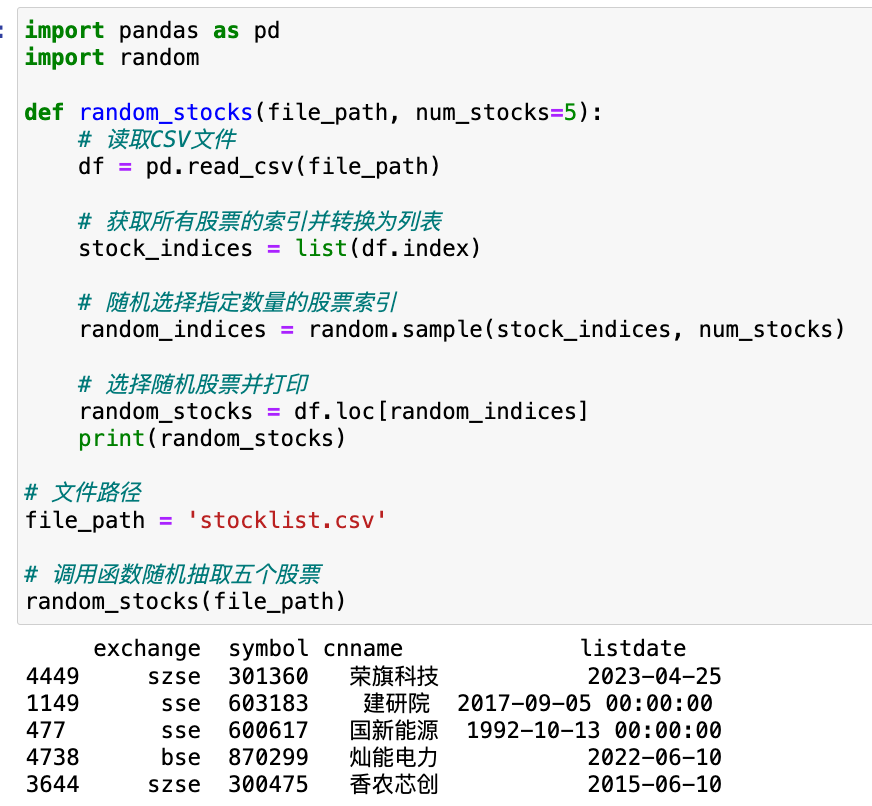 import pandas as pd
import random
def random_stocks(file_path, num_stocks=5):
# 读取CSV文件
df = pd.read_csv(file_path)
# 获取所有股票的索引并转换为列表
stock_indices = list(df.index)
# 随机选择指定数量的股票索引
random_indices = random.sample(stock_indices, num_stocks)
# 选择随机股票并打印
random_stocks = df.loc[random_indices]
print(random_stocks)
# 文件路径
file_path = 'stocklist.csv'
# 调用函数随机抽取五个股票
random_stocks(file_path)
exchange symbol cnname listdate
4449 szse 301360 荣旗科技 2023-04-25
1149 sse 603183 建研院 2017-09-05 00:00:00
477 sse 600617 国新能源 1992-10-13 00:00:00
4738 bse 870299 灿能电力 2022-06-10
3644 szse 300475 香农芯创 2015-06-10